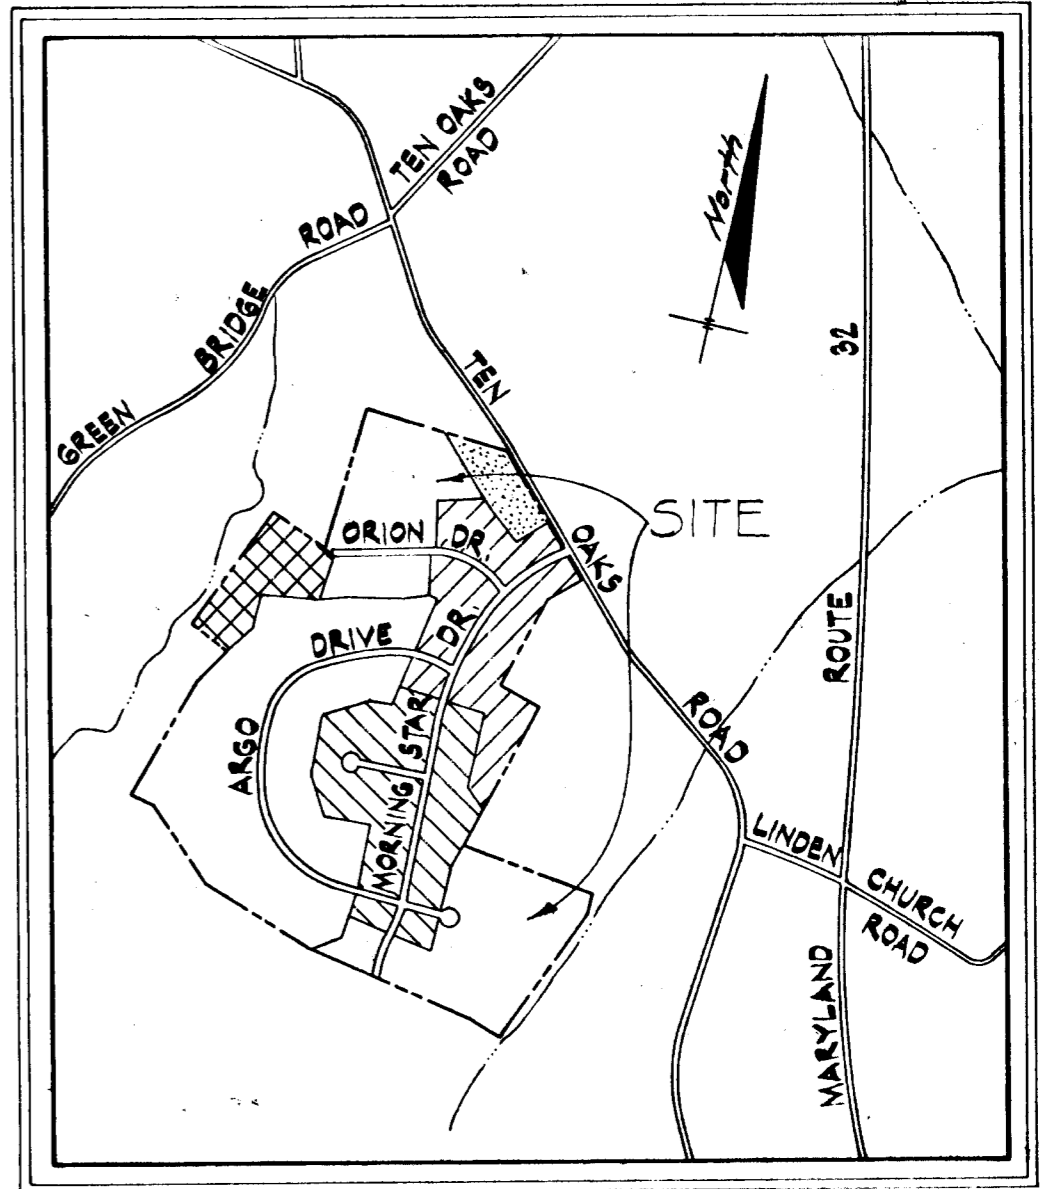 TEN OAKS
ROAD
GREEN BRIDGE ROAD
North
TEN OAKS ROAD
32
SITE
ORION DR.
ROUTE
ARGO DRIVE
MORNING STAR DR.
LINDEN CHURCH
ROAD
MARYLAND